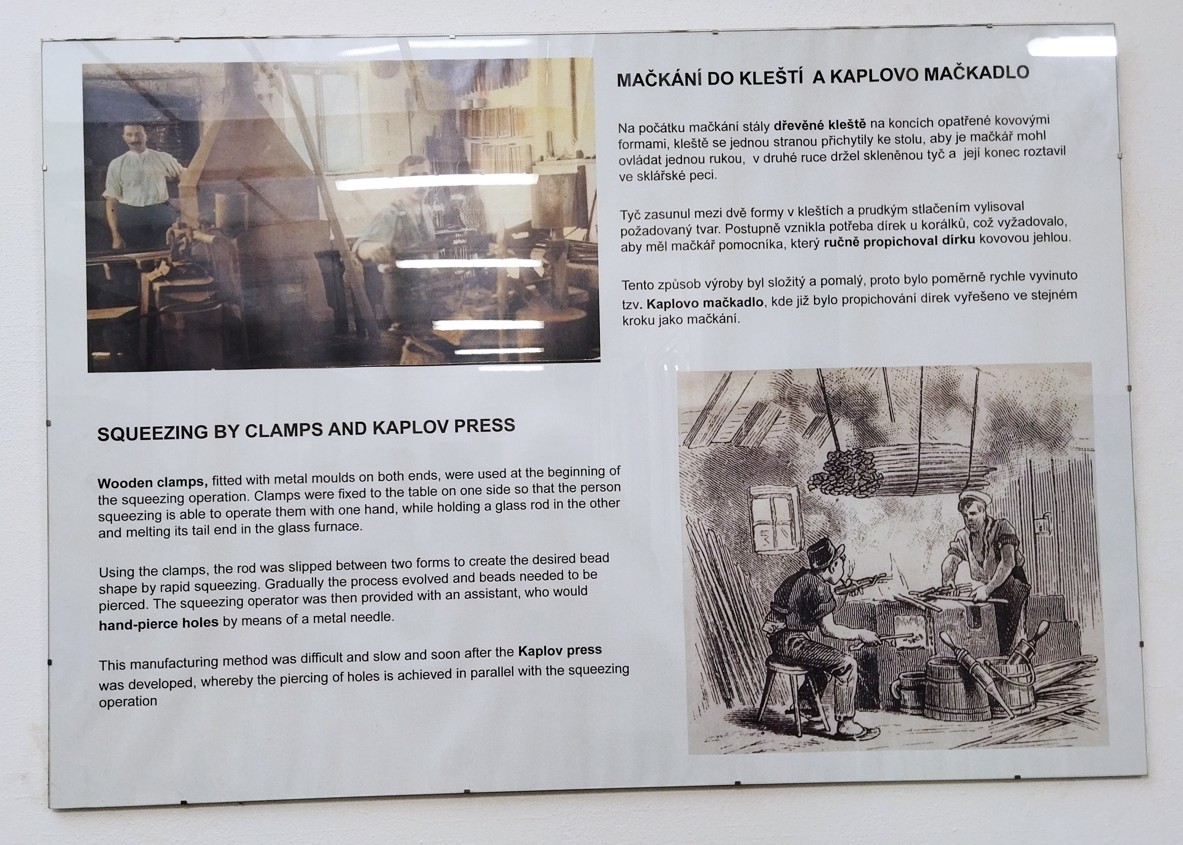 MAČKÁNÍ DO KLEŠTÍ A KAPLOVO MAČKADLO
Na počátku mačkání stály dřevěné kleště na koncích opatřené kovovými
formami, kleště se jednou stranou přichytily ke stolu, aby je mačkář mohl
ovládat jednou rukou, v druhé ruce držel skleněnou tyč a její konec roztavil
ve sklářské peci.
Tyč zasunul mezi dvě formy v kleštích a prudkým stlačením vylisoval
požadovaný tvar. Postupně vznikla potřeba dírek u korálků, což vyžadovalo,
aby měl mačkář pomocníka, který ručně propichoval dírku kovovou jehlou.
Tento způsob výroby byl složitý a pomalý, proto bylo poměrně rychle vyvinuto
tzv. Kaplovo mačkadlo, kde již bylo propichování dírek vyřešeno ve stejném
kroku jako mačkání.
SQUEEZING BY CLAMPS AND KAPLOV PRESS
Wooden clamps, fitted with metal moulds on both ends, were used at the beginning of
the squeezing operation. Clamps were fixed to the table on one side so that the person
squeezing is able to operate them with one hand, while holding a glass rod in the other
and melting its tail end in the glass furnace.
Using the clamps, the rod was slipped between two forms to create the desired bead
shape by rapid squeezing. Gradually the process evolved and beads needed to be
pierced. The squeezing operator was then provided with an assistant, who would
hand-pierce holes by means of a metal needle.
This manufacturing method was difficult and slow and soon after the Kaplov press
was developed, whereby the piercing of holes is achieved in parallel with the squeezing
operation